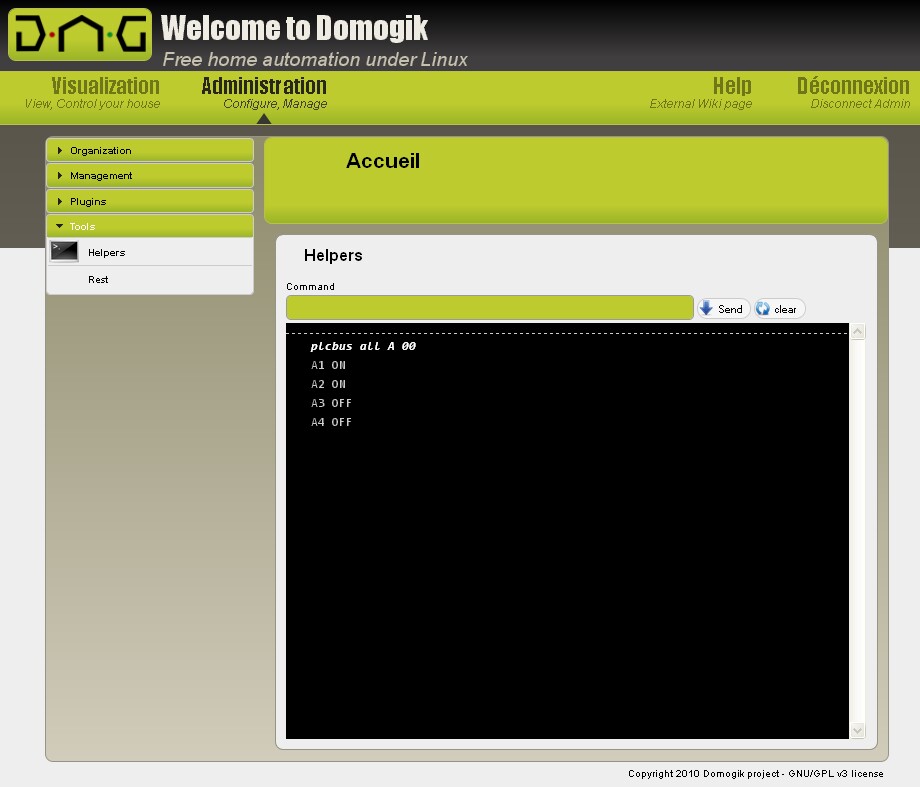 DMG
Welcome to Domogik
Free home automation under Linux
Visualization
View, Control your house
Administration
Configure, Manage
Help
External Wiki page
Déconnexion
Disconnect Admin
Organization
Management
Plugins
Tools
Helpers
Rest
Accueil
Helpers
Command
Send
clear
plcbus all A 00
A1 ON
A2 ON
A3 OFF
A4 OFF
Copyright 2010 Domogik project - GNU/GPL v3 license